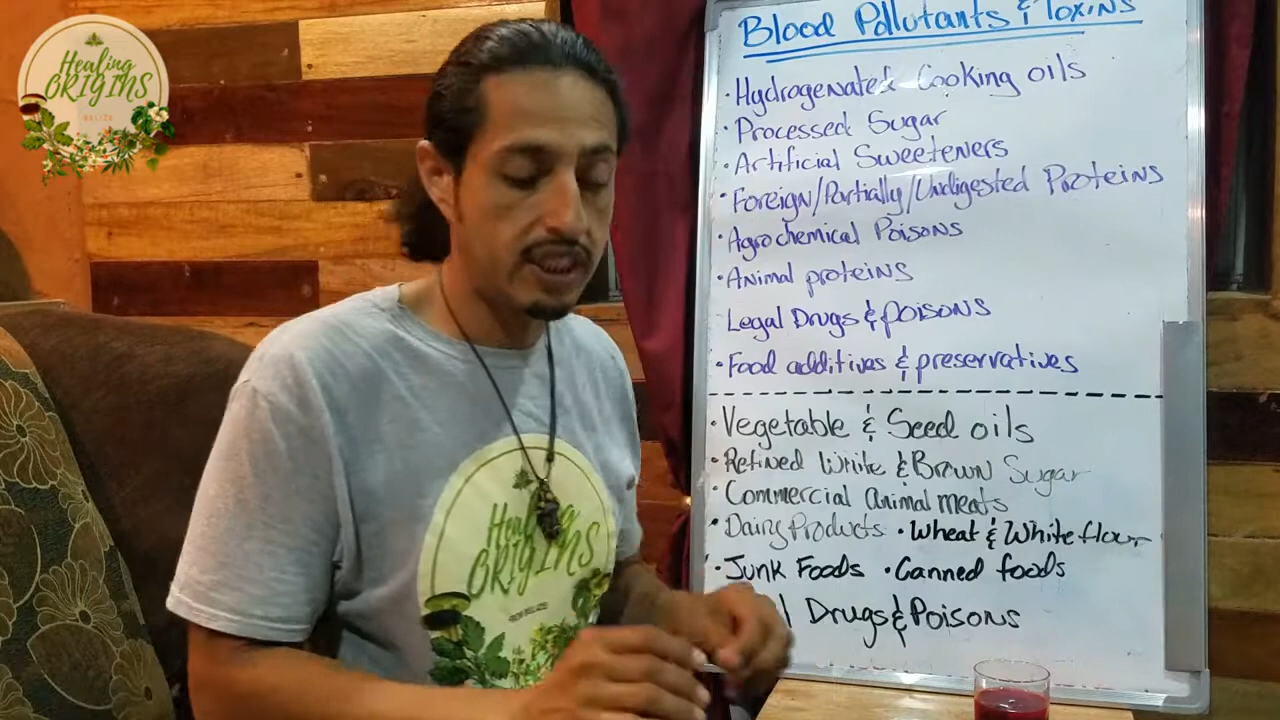 Healing
ORIGINS
BELIZE
Blood Pollutants & Toxins
• Hydrogenated Cooking oils
• Processed Sugar
• Artificial Sweeteners
• Foreign/Partially/Undigested Proteins
• Agrochemical Poisons
• Animal proteins
Legal Drugs & poisons
• Food additives & preservatives
• Vegetable & Seed oils
• Refined White & Brown Sugar
• Commercial animal meats
• Dairy Products • Wheat & White flour
• Junk Foods • Canned foods
Drugs & Poisons
Healing
ORIGINS